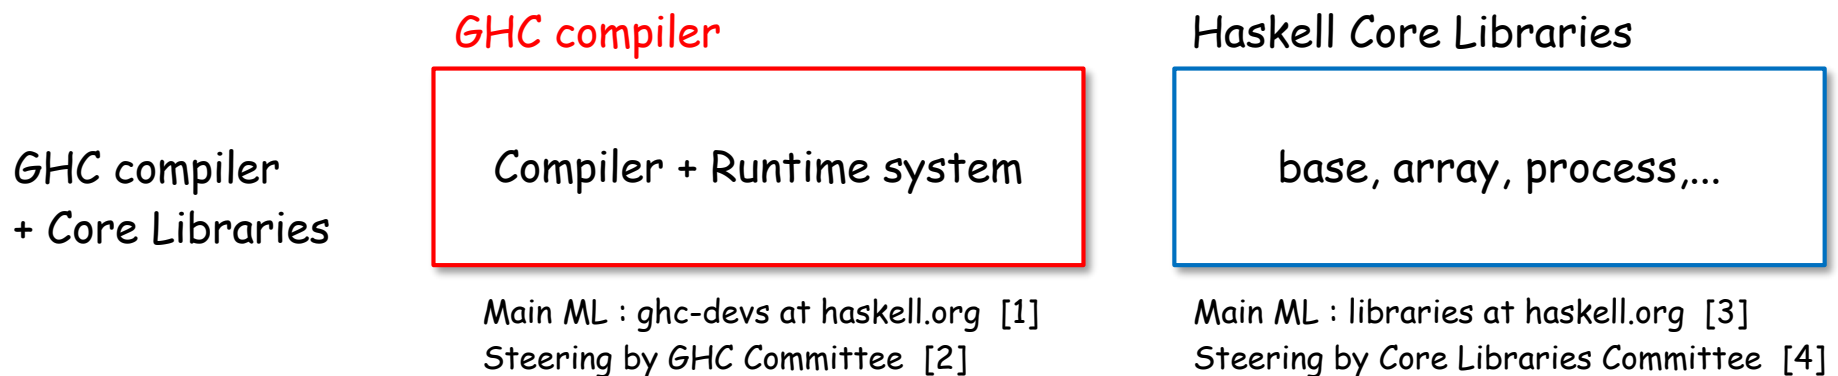 GHC compiler
Haskell Core Libraries
GHC compiler
+ Core Libraries
Compiler + Runtime system
base, array, process,...
Main ML : ghc-devs at haskell.org [1]
Steering by GHC Committee [2]
Main ML : libraries at haskell.org [3]
Steering by Core Libraries Committee [4]